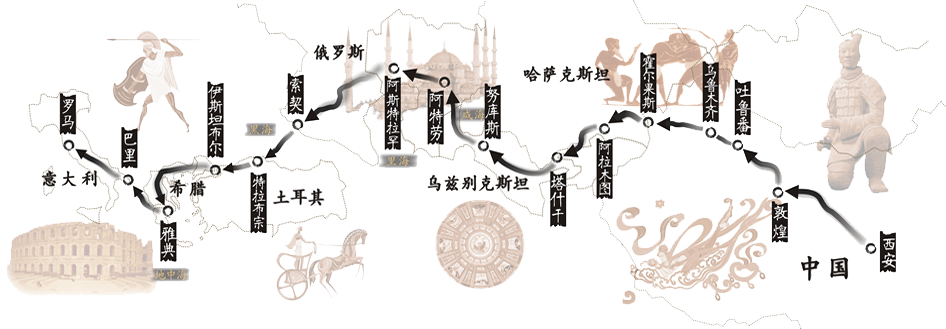 俄罗斯
哈萨克斯坦
霍尔果斯
乌鲁木齐
吐鲁番
索契
阿斯特拉罕
阿特劳
努库斯
咸海
伊斯坦布尔
黑海
罗马
巴里
里海
阿拉木图
意大利
希腊
特拉布宗
土耳其
乌兹别克斯坦
塔什干
敦煌
雅典
地中海
中国
西安